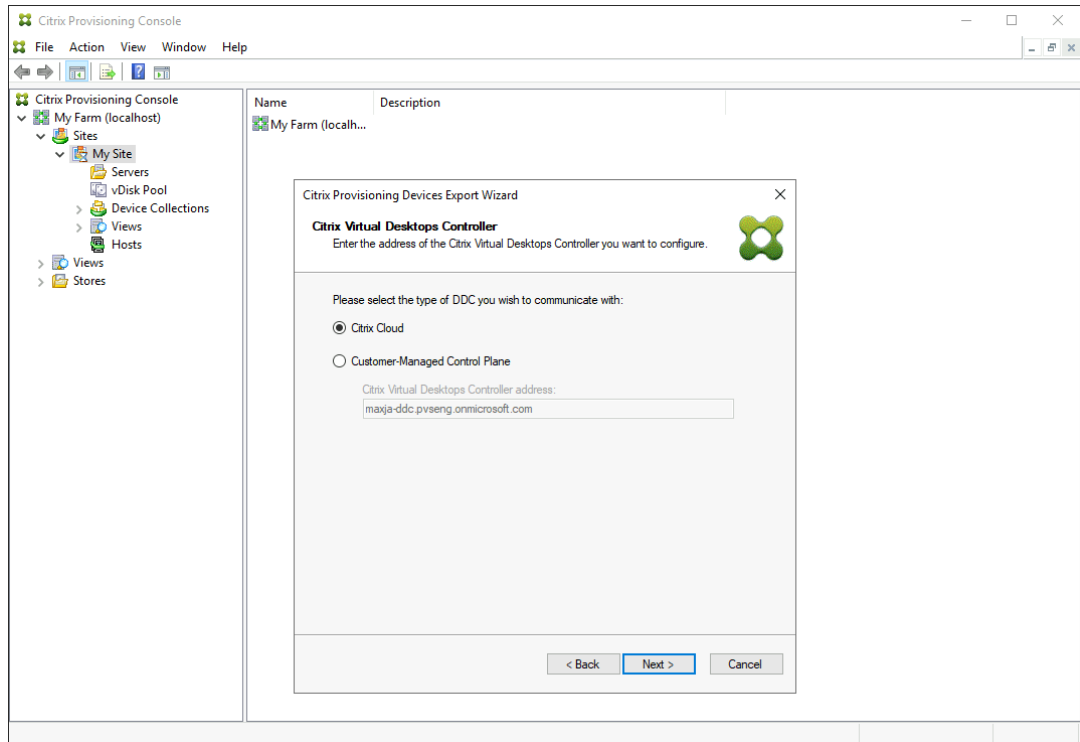 Citrix Provisioning Console
File Action View Window Help
Citrix Provisioning Console
My Farm (localhost)
Sites
My Site
Servers
vDisk Pool
Device Collections
Views
Hosts
Views
Stores
Name Description
My Farm (localh...
Citrix Provisioning Devices Export Wizard
Citrix Virtual Desktops Controller
Enter the address of the Citrix Virtual Desktops Controller you want to configure.
Please select the type of DDC you wish to communicate with:
Citrix Cloud
Customer-Managed Control Plane
Citrix Virtual Desktops Controller address:
maxja-ddc.pvseng.onmicrosoft.com
< Back Next > Cancel